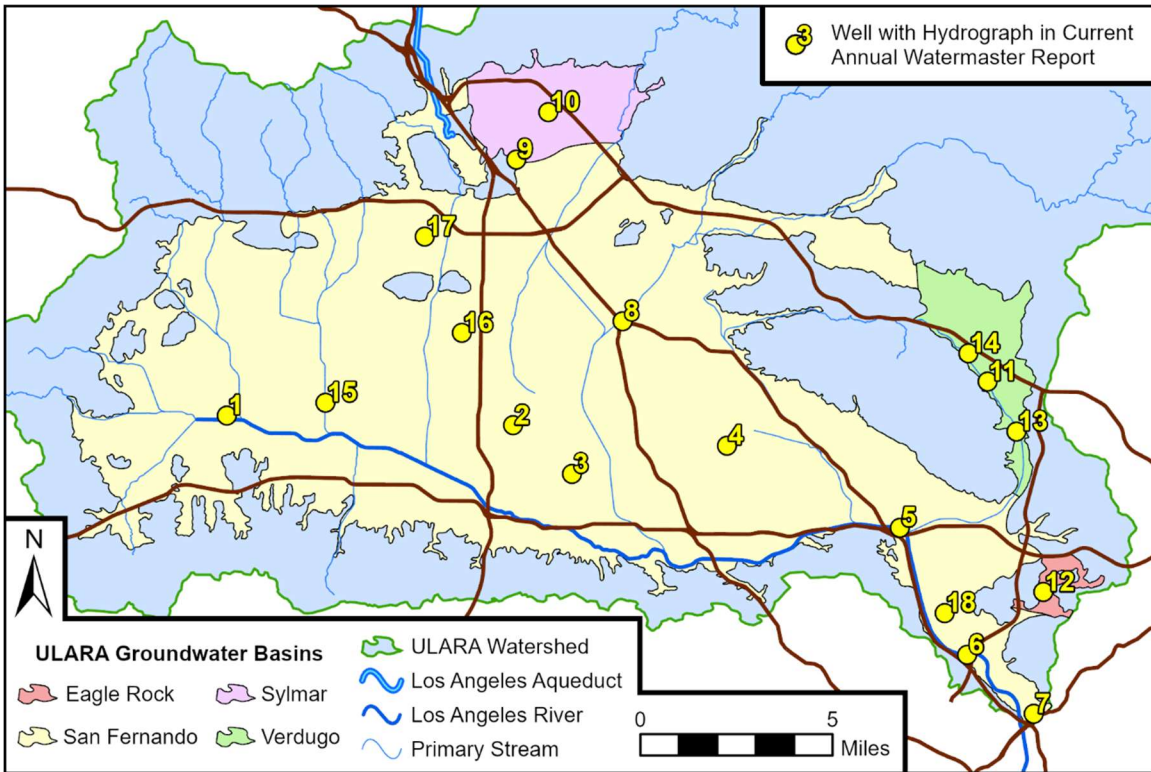 3 Well with Hydrograph in Current
Annual Watermaster Report
10
9
17
8
16
14
11
1
15
2
13
4
3
5
N
12
18
6
7
ULARA Groundwater Basins
Eagle Rock
Sylmar
San Fernando
Verdugo
ULARA Watershed
Los Angeles Aqueduct
Los Angeles River
Primary Stream
0 5
Miles